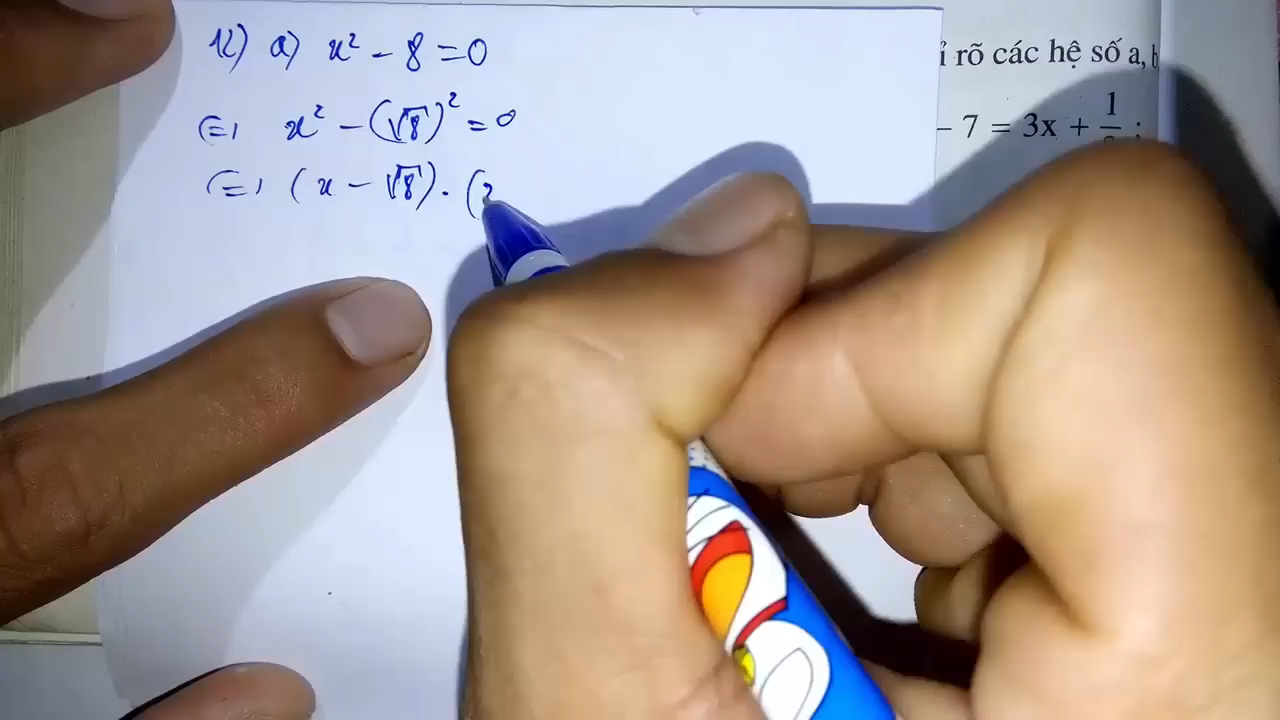 12) a) x² - 8 = 0
⇔ x² - (√8)² = 0
⇔ (x - √8) . (
ỉ rõ các hệ số a,
- 7 = 3x + 1/
;